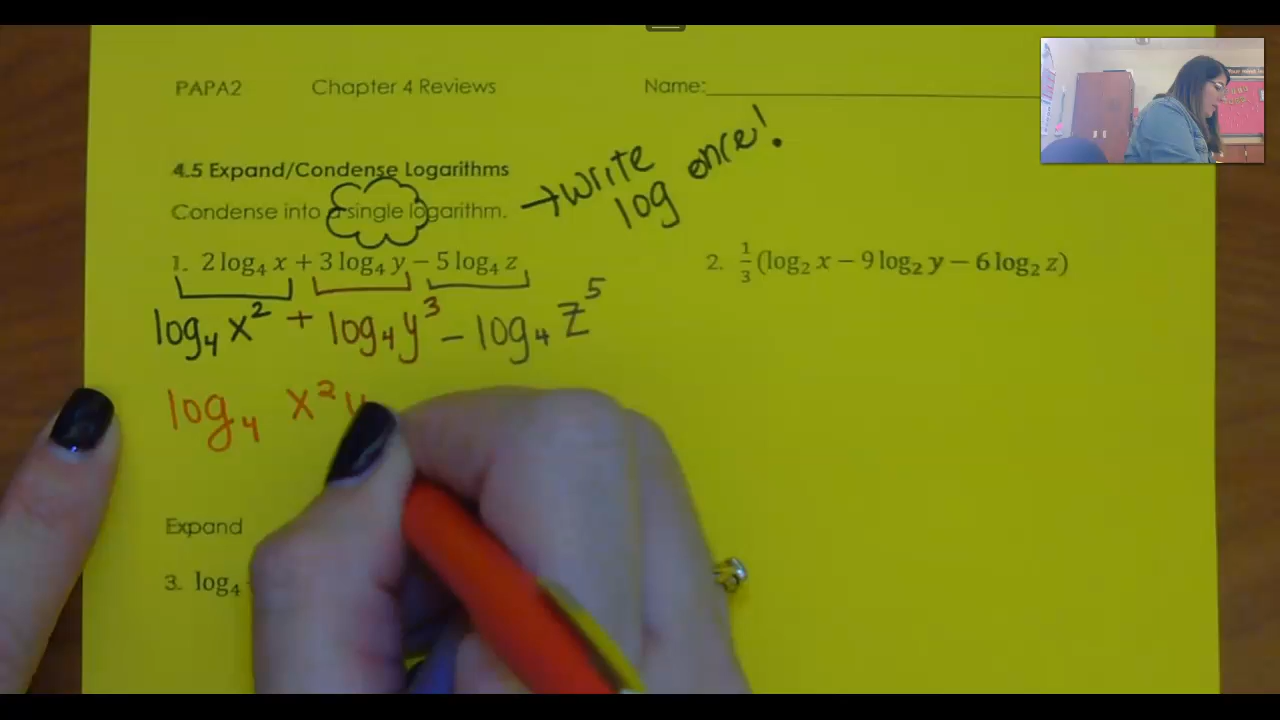 PAPA2 Chapter 4 Reviews Name:
4.5 Expand/Condense Logarithms
→write log once!
Condense into a single logarithm.
1. 2 log₄ x + 3 log₄ y − 5 log₄ z
2. 1/3 (log₂ x − 9 log₂ y − 6 log₂ z)
log₄ x² + log₄ y³ − log₄ z⁵
log₄ x² y
Expand
3. log₄